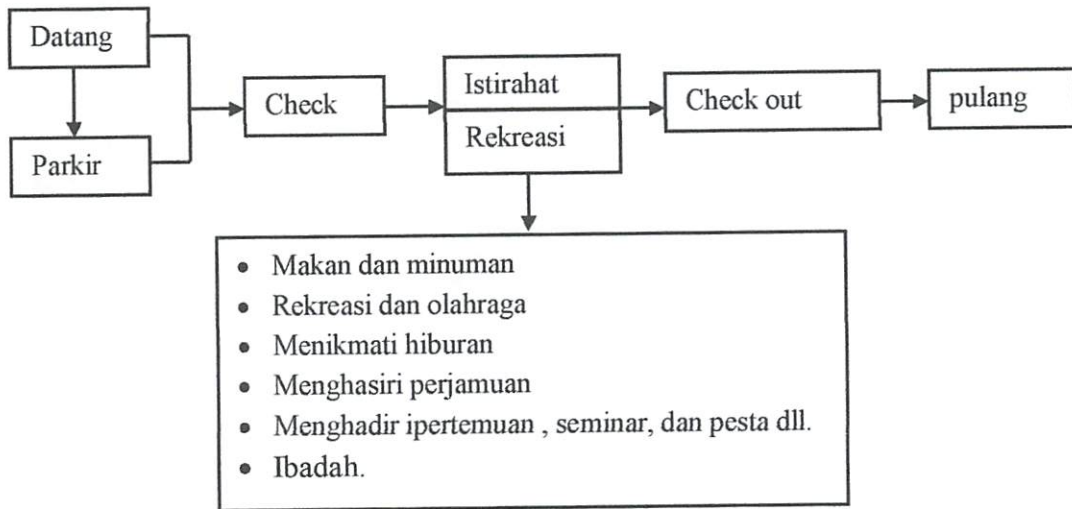 Datang
Parkir
Check
Istirahat
Rekreasi
Check out
pulang
• Makan dan minuman
• Rekreasi dan olahraga
• Menikmati hiburan
• Menghasiri perjamuan
• Menghadir ipertemuan , seminar, dan pesta dll.
• Ibadah.